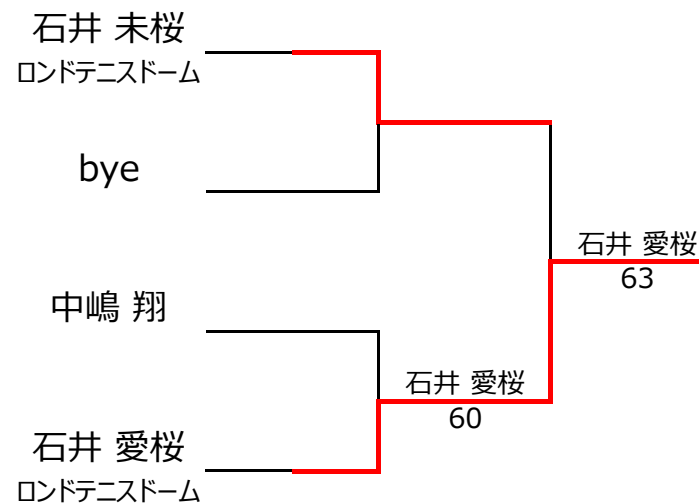 石井 未桜
ロンドテニスドーム
bye
石井 愛桜
63
中嶋 翔
石井 愛桜
60
石井 愛桜
ロンドテニスドーム